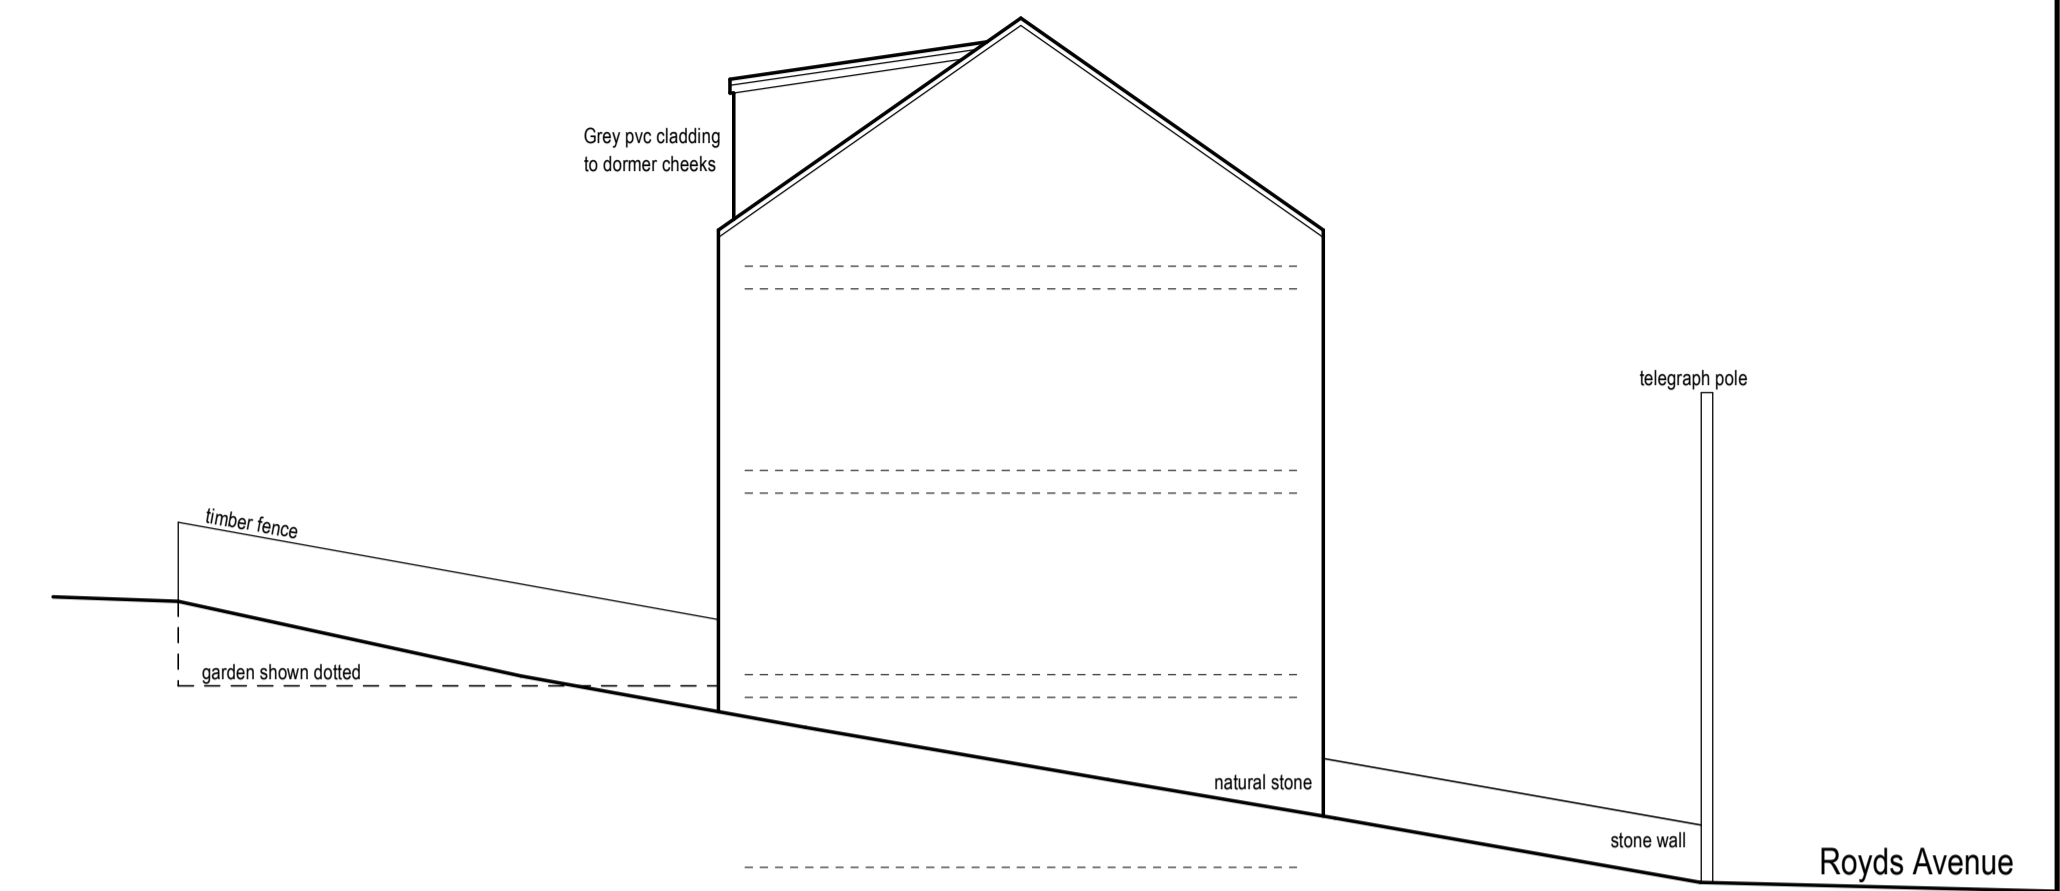 Grey pvc cladding
to dormer cheeks
telegraph pole
timber fence
garden shown dotted
natural stone
stone wall
Royds Avenue